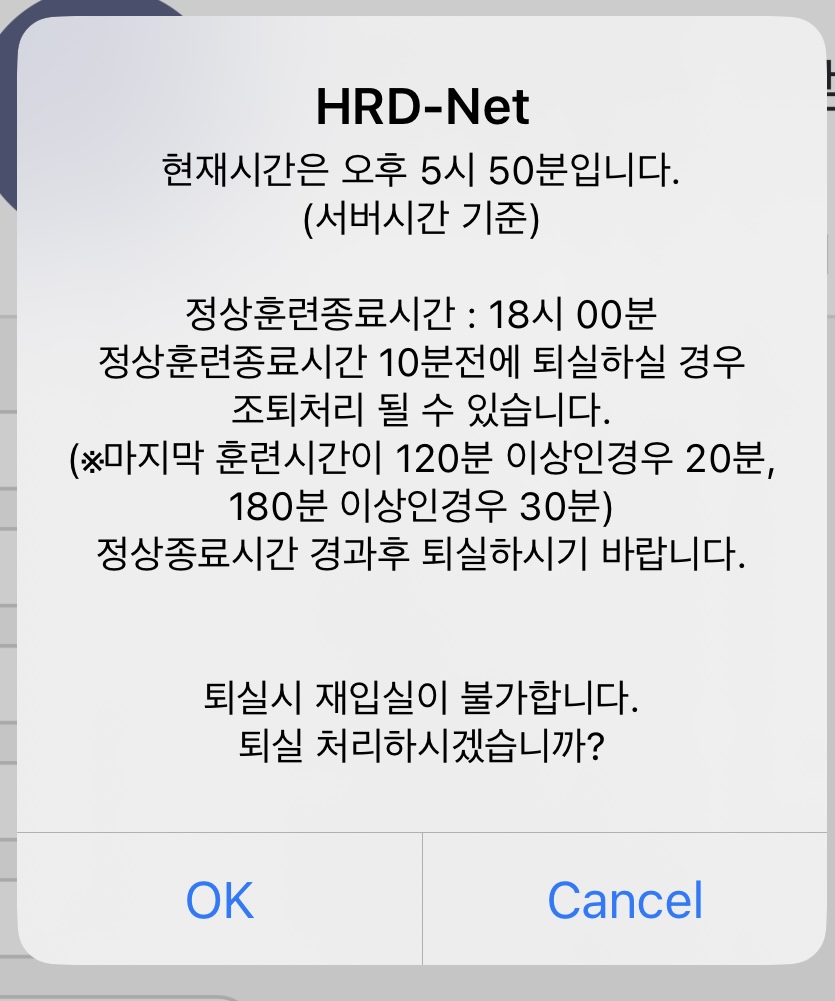 HRD-Net
현재시간은 오후 5시 50분입니다.
(서버시간 기준)
정상훈련종료시간 : 18시 00분
정상훈련종료시간 10분전에 퇴실하실 경우
조퇴처리 될 수 있습니다.
(※마지막 훈련시간이 120분 이상인경우 20분,
180분 이상인경우 30분)
정상종료시간 경과후 퇴실하시기 바랍니다.
퇴실시 재입실이 불가합니다.
퇴실 처리하시겠습니까?
OK
Cancel